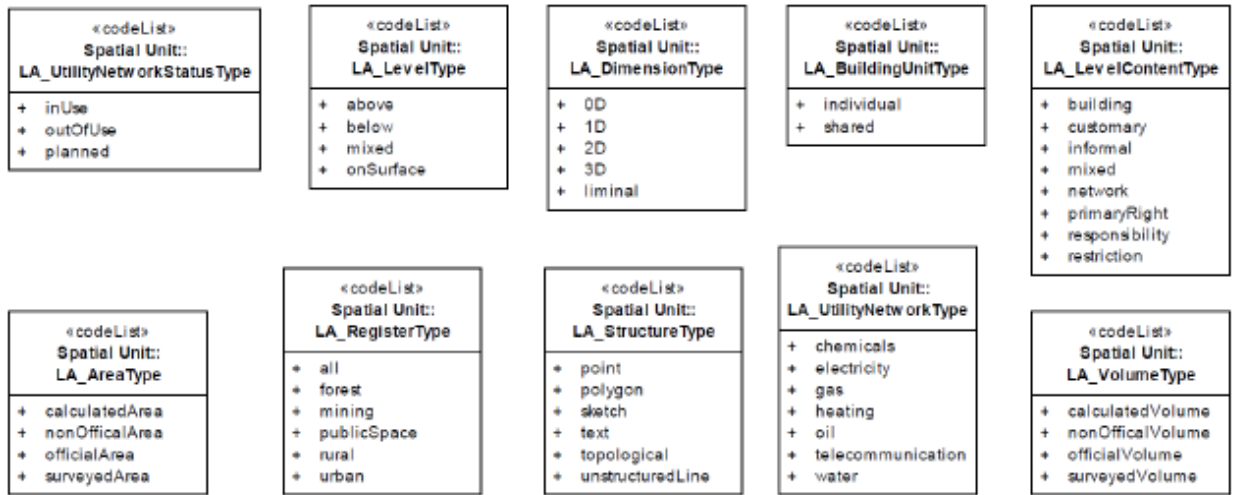 «codeList»
Spatial Unit::
LA_UtilityNetworkStatusType
+ inUse
+ outOfUse
+ planned
«codeList»
Spatial Unit::
LA_LevelType
+ above
+ below
+ mixed
+ onSurface
«codeList»
Spatial Unit::
LA_DimensionType
+ 0D
+ 1D
+ 2D
+ 3D
+ liminal
«codeList»
Spatial Unit::
LA_BuildingUnitType
+ individual
+ shared
«codeList»
Spatial Unit::
LA_LevelContentType
+ building
+ customary
+ informal
+ mixed
+ network
+ primaryRight
+ responsibility
+ restriction
«codeList»
Spatial Unit::
LA_AreaType
+ calculatedArea
+ nonOfficalArea
+ officialArea
+ surveyedArea
«codeList»
Spatial Unit::
LA_RegisterType
+ all
+ forest
+ mining
+ publicSpace
+ rural
+ urban
«codeList»
Spatial Unit::
LA_StructureType
+ point
+ polygon
+ sketch
+ text
+ topological
+ unstructuredLine
«codeList»
Spatial Unit::
LA_UtilityNetworkType
+ chemicals
+ electricity
+ gas
+ heating
+ oil
+ telecommunication
+ water
«codeList»
Spatial Unit::
LA_VolumeType
+ calculatedVolume
+ nonOfficalVolume
+ officialVolume
+ surveyedVolume